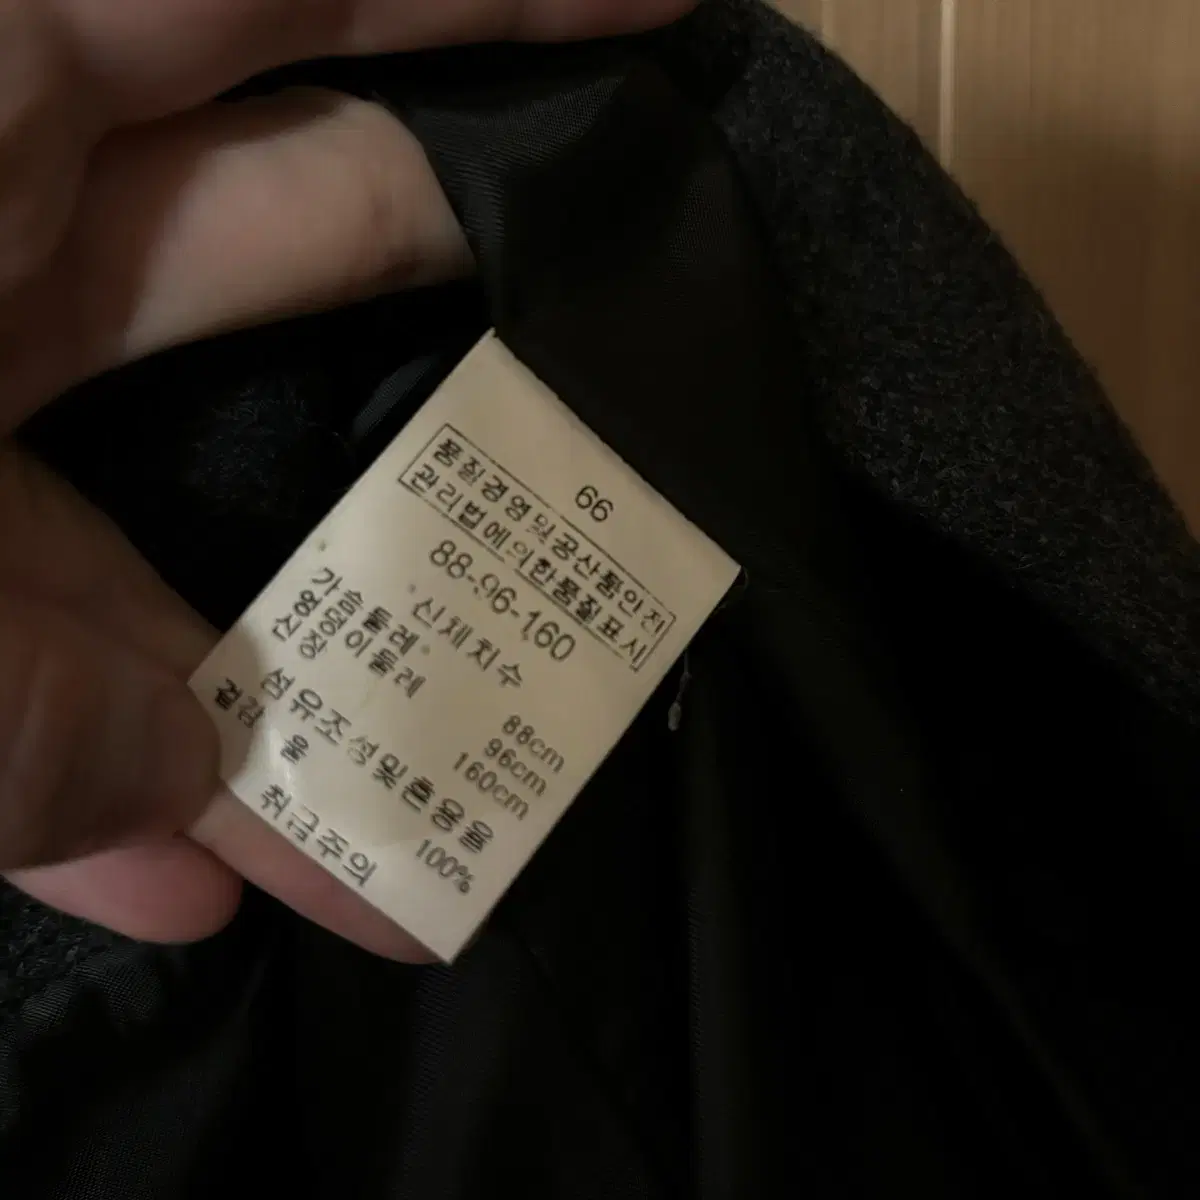 66
품질경영및공산품안전
관리법에의한품질표시
88-96-160
신체치수
가슴둘레 88cm
엉덩이둘레 96cm
신장 160cm
섬유조성및혼용율
겉감
울 100%
취급주의